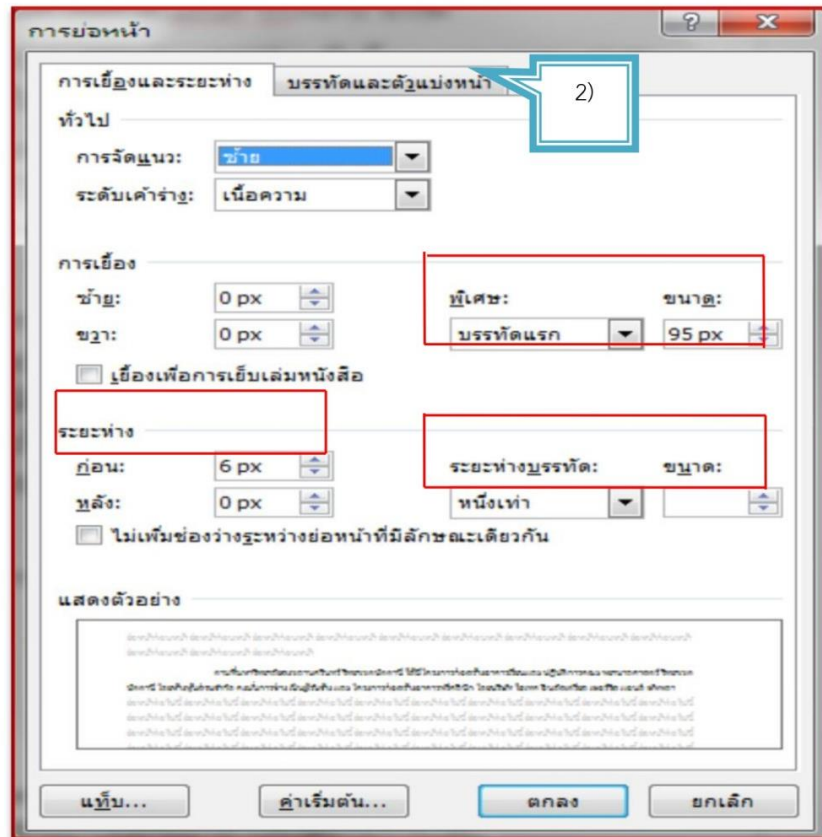 การย่อหน้า
การเยื้องและระยะห่าง บรรทัดและตัวแบ่งหน้า 2)
ทั่วไป
การจัดแนว: ซ้าย
ระดับเค้าร่าง: เนื้อความ
การเยื้อง
ซ้าย: 0 px พิเศษ: ขนาด:
ขวา: 0 px บรรทัดแรก 95 px
เยื้องเพื่อการเย็บเล่มหนังสือ
ระยะห่าง
ก่อน: 6 px ระยะห่างบรรทัด: ขนาด:
หลัง: 0 px หนึ่งเท่า
ไม่เพิ่มช่องว่างระหว่างย่อหน้าที่มีลักษณะเดียวกัน
แสดงตัวอย่าง
แท็บ... ค่าเริ่มต้น... ตกลง ยกเลิก